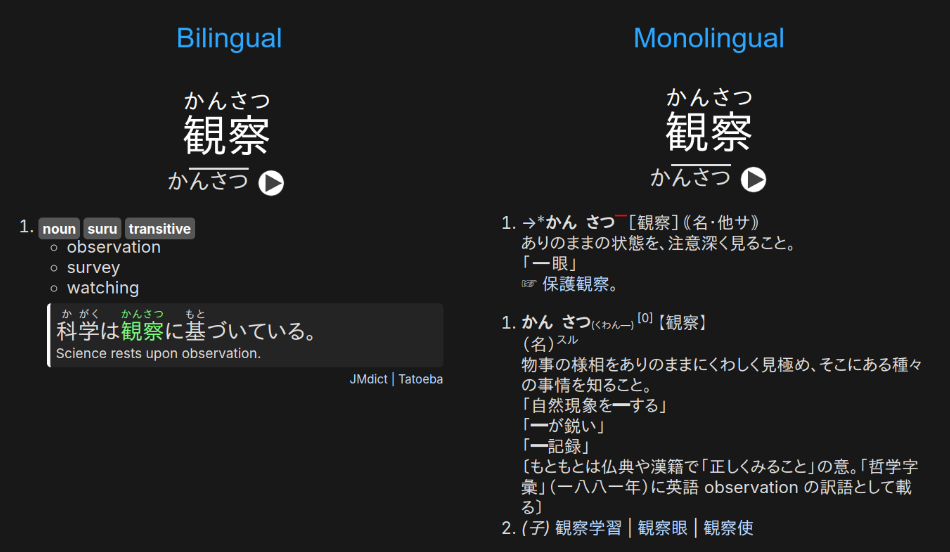 Bilingual
かんさつ
観察
かんさつ
1. noun suru transitive
observation
survey
watching
か がく かんさつ もと
科学は観察に基づいている。
Science rests upon observation.
JMdict | Tatoeba
Monolingual
かんさつ
観察
かんさつ
1. →*かん さつ￣［観察］《名・他サ》
ありのままの状態を、注意深く見ること。
「━眼」
☞ 保護観察。
1. かん さつ(くわん―) [0]【観察】
(名)スル
物事の様相をありのままにくわしく見極め、そこにある種々
の事情を知ること。
「自然現象を━する」
「━が鋭い」
「━記録」
〔もともとは仏典や漢籍で「正しくみること」の意。「哲学字
彙」(一八八一年)に英語 observation の訳語として載
る〕
2. (子) 観察学習 | 観察眼 | 観察使